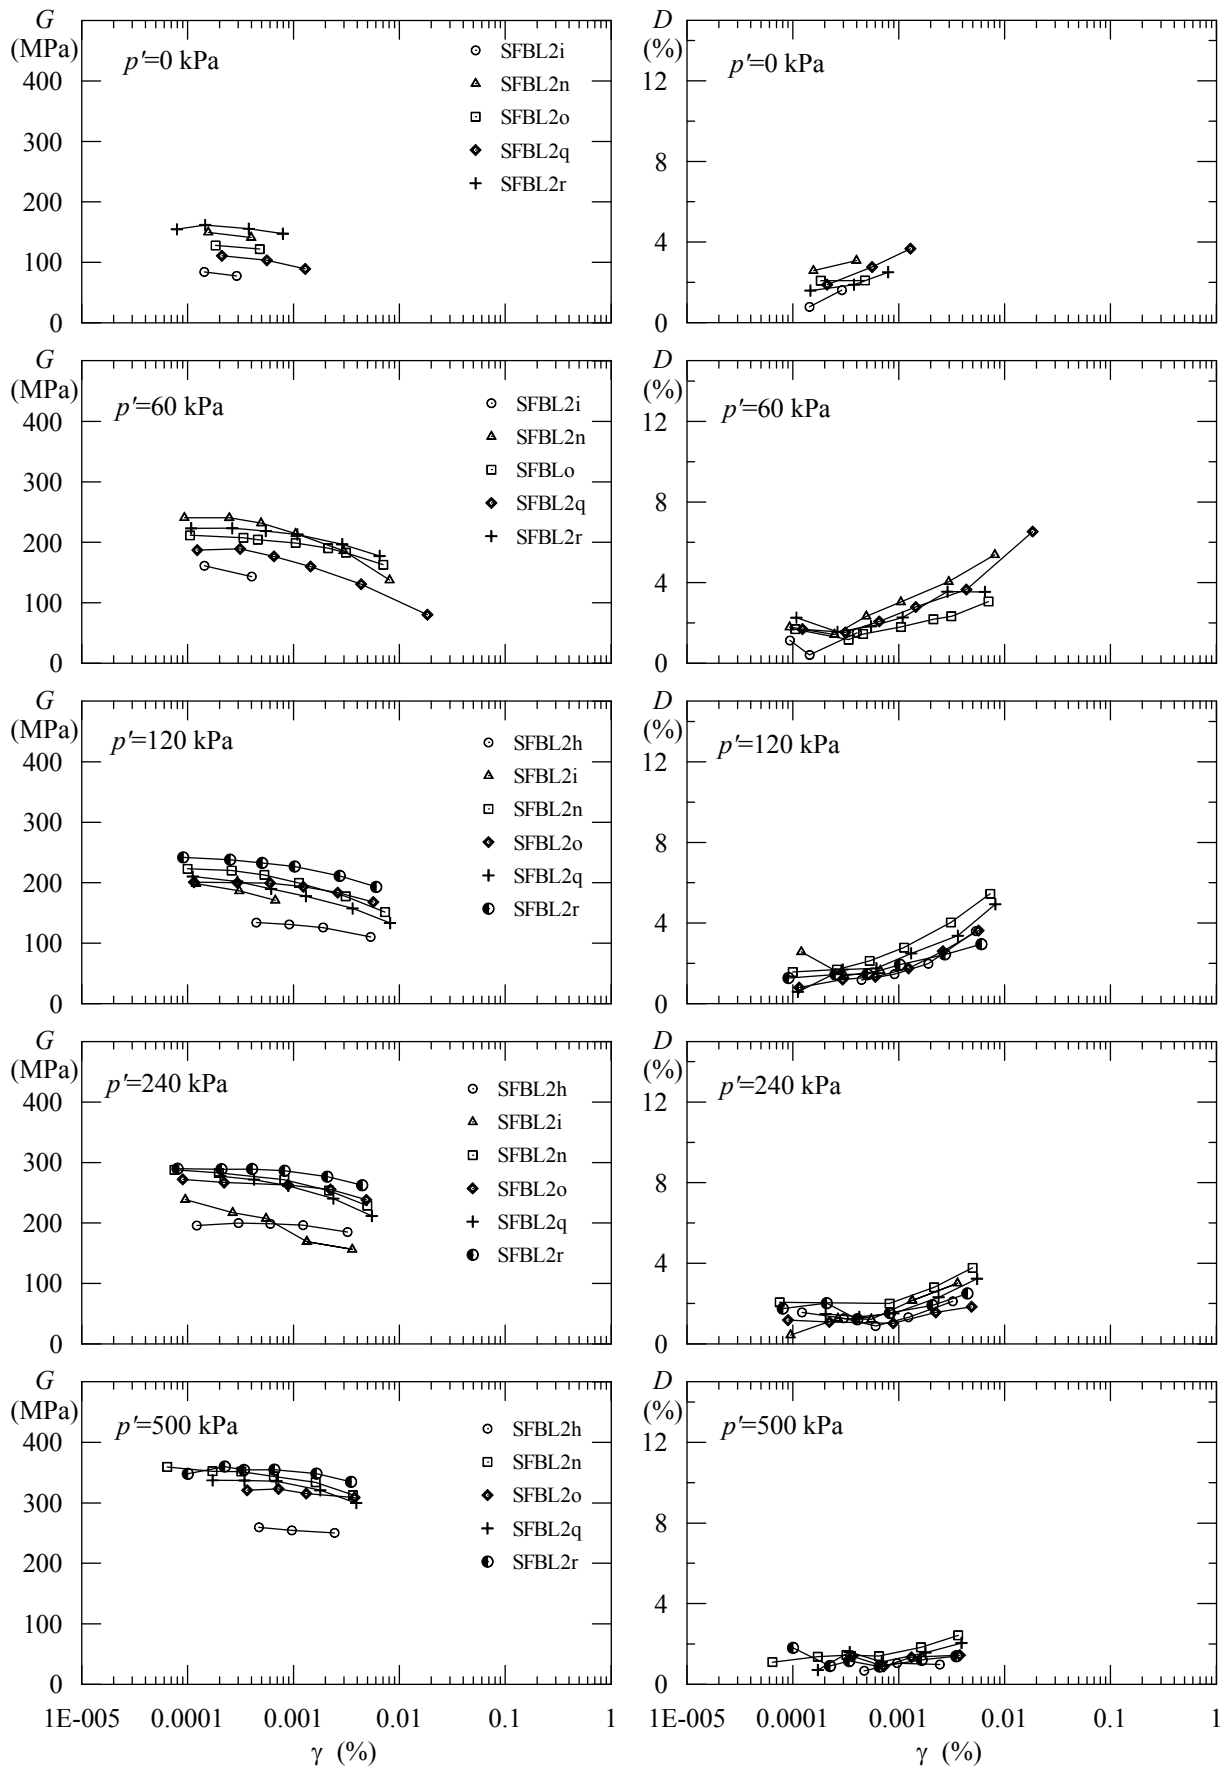 G
(MPa)
400
300
200
100
0
p'=0 kPa
SFBL2i
SFBL2n
SFBL2o
SFBL2q
SFBL2r
D
(%)
12
8
4
0
p'=0 kPa
G
(MPa)
400
300
200
100
0
p'=60 kPa
SFBL2i
SFBL2n
SFBLo
SFBL2q
SFBL2r
D
(%)
12
8
4
0
p'=60 kPa
G
(MPa)
400
300
200
100
0
p'=120 kPa
SFBL2h
SFBL2i
SFBL2n
SFBL2o
SFBL2q
SFBL2r
D
(%)
12
8
4
0
p'=120 kPa
G
(MPa)
400
300
200
100
0
p'=240 kPa
SFBL2h
SFBL2i
SFBL2n
SFBL2o
SFBL2q
SFBL2r
D
(%)
12
8
4
0
p'=240 kPa
G
(MPa)
400
300
200
100
0
p'=500 kPa
SFBL2h
SFBL2n
SFBL2o
SFBL2q
SFBL2r
1E-005 0.0001 0.001 0.01 0.1 1
γ (%)
D
(%)
12
8
4
0
p'=500 kPa
1E-005 0.0001 0.001 0.01 0.1 1
γ (%)